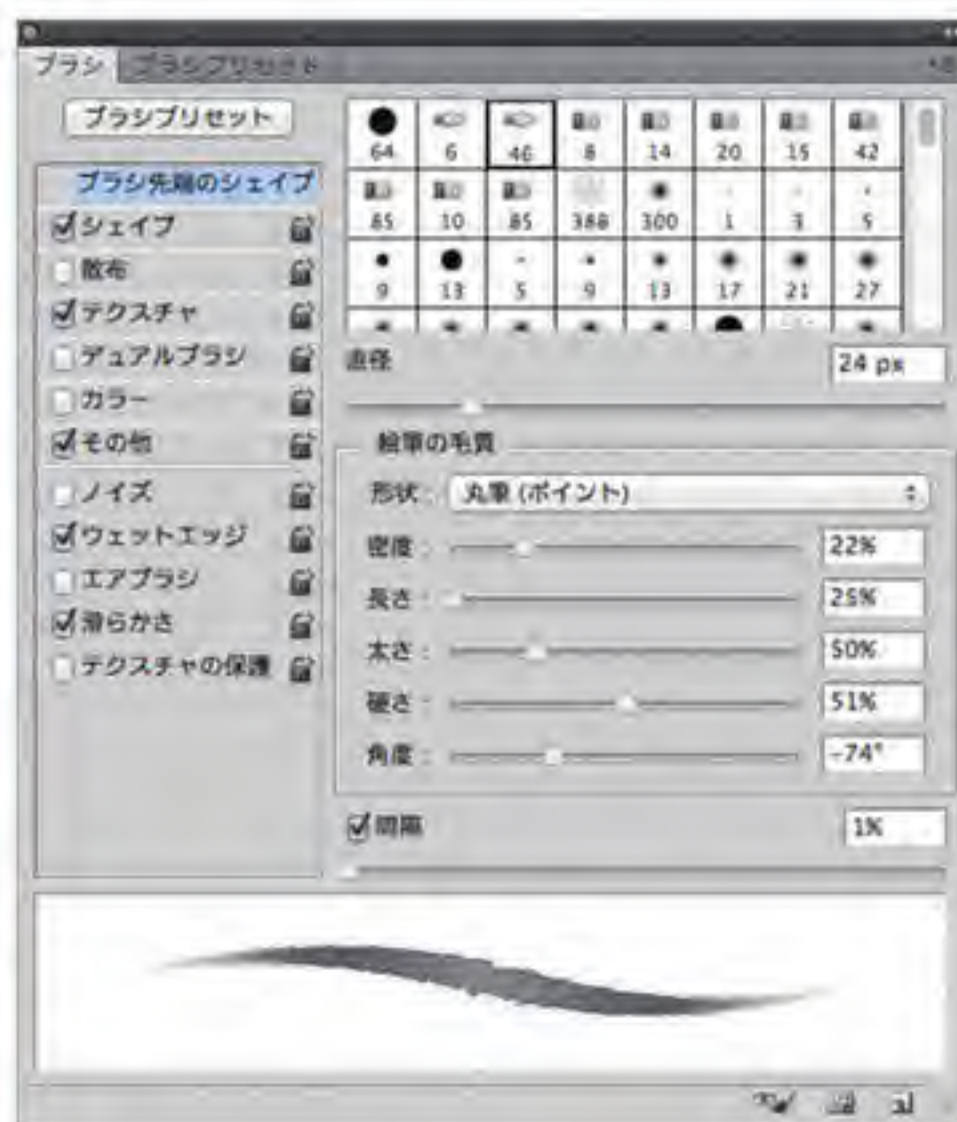 ブラシ ブラシプリセット
ブラシプリセット
ブラシ先端のシェイプ
シェイプ
散布
テクスチャ
デュアルブラシ
カラー
その他
ノイズ
ウェットエッジ
エアブラシ
滑らかさ
テクスチャの保護
64 6 46 8 14 20 15 42
85 10 85 388 300 1 3 5
9 13 5 9 13 17 21 27
直径 24 px
絵筆の毛質
形状 : 丸筆 (ポイント)
密度 : 22%
長さ : 25%
太さ : 50%
硬さ : 51%
角度 : -74°
間隔 1%